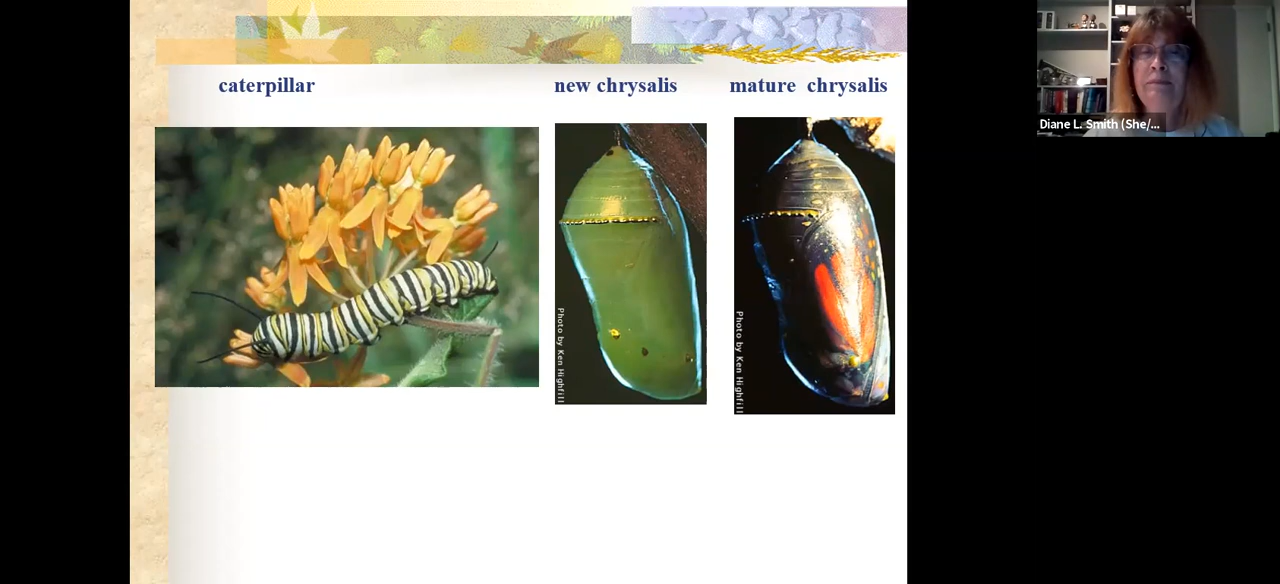 caterpillar
new chrysalis
mature chrysalis
Photo by Ken Highfill
Photo by Ken Highfill
Diane L. Smith (She/...